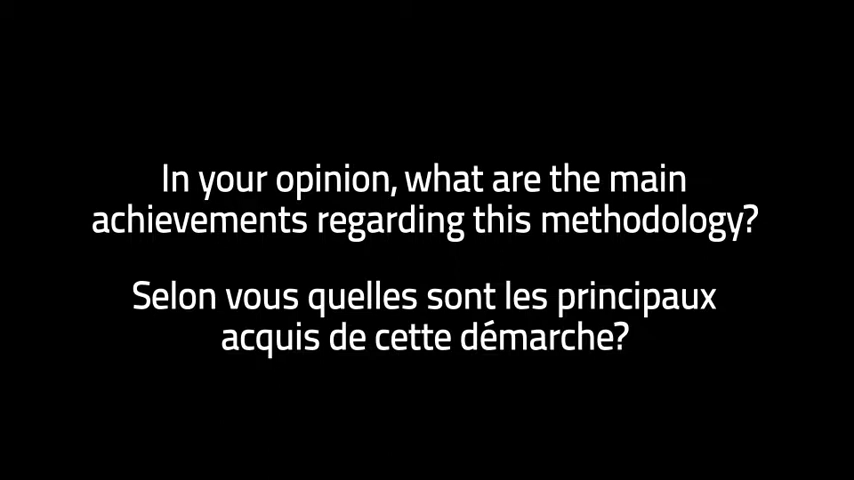 In your opinion, what are the main
achievements regarding this methodology?
Selon vous quelles sont les principaux
acquis de cette démarche?